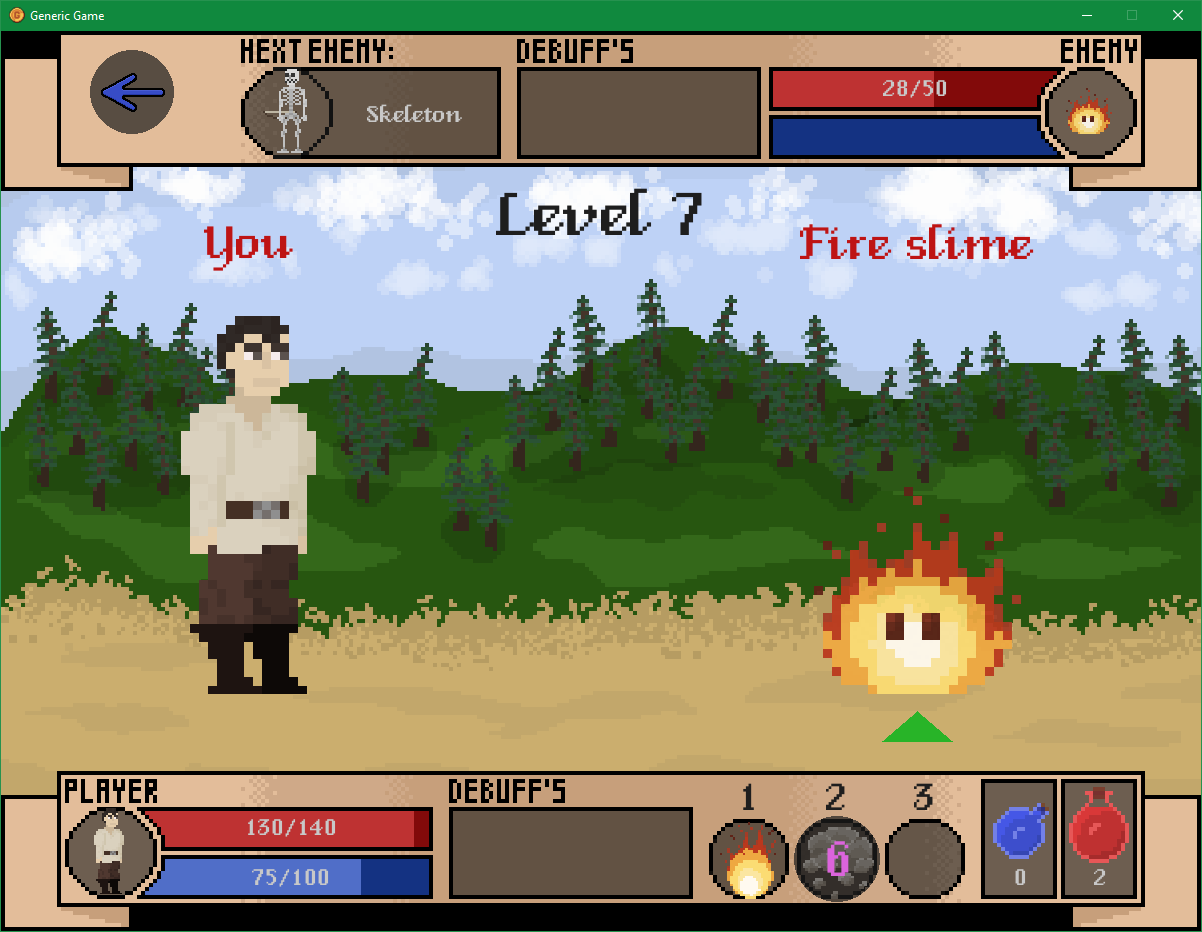 Generic Game
NEXT ENEMY:
DEBUFF'S
ENEMY
Skeleton
28/50
Level 7
You
Fire slime
PLAYER
130/140
75/100
DEBUFF'S
1
2
3
6
0
2